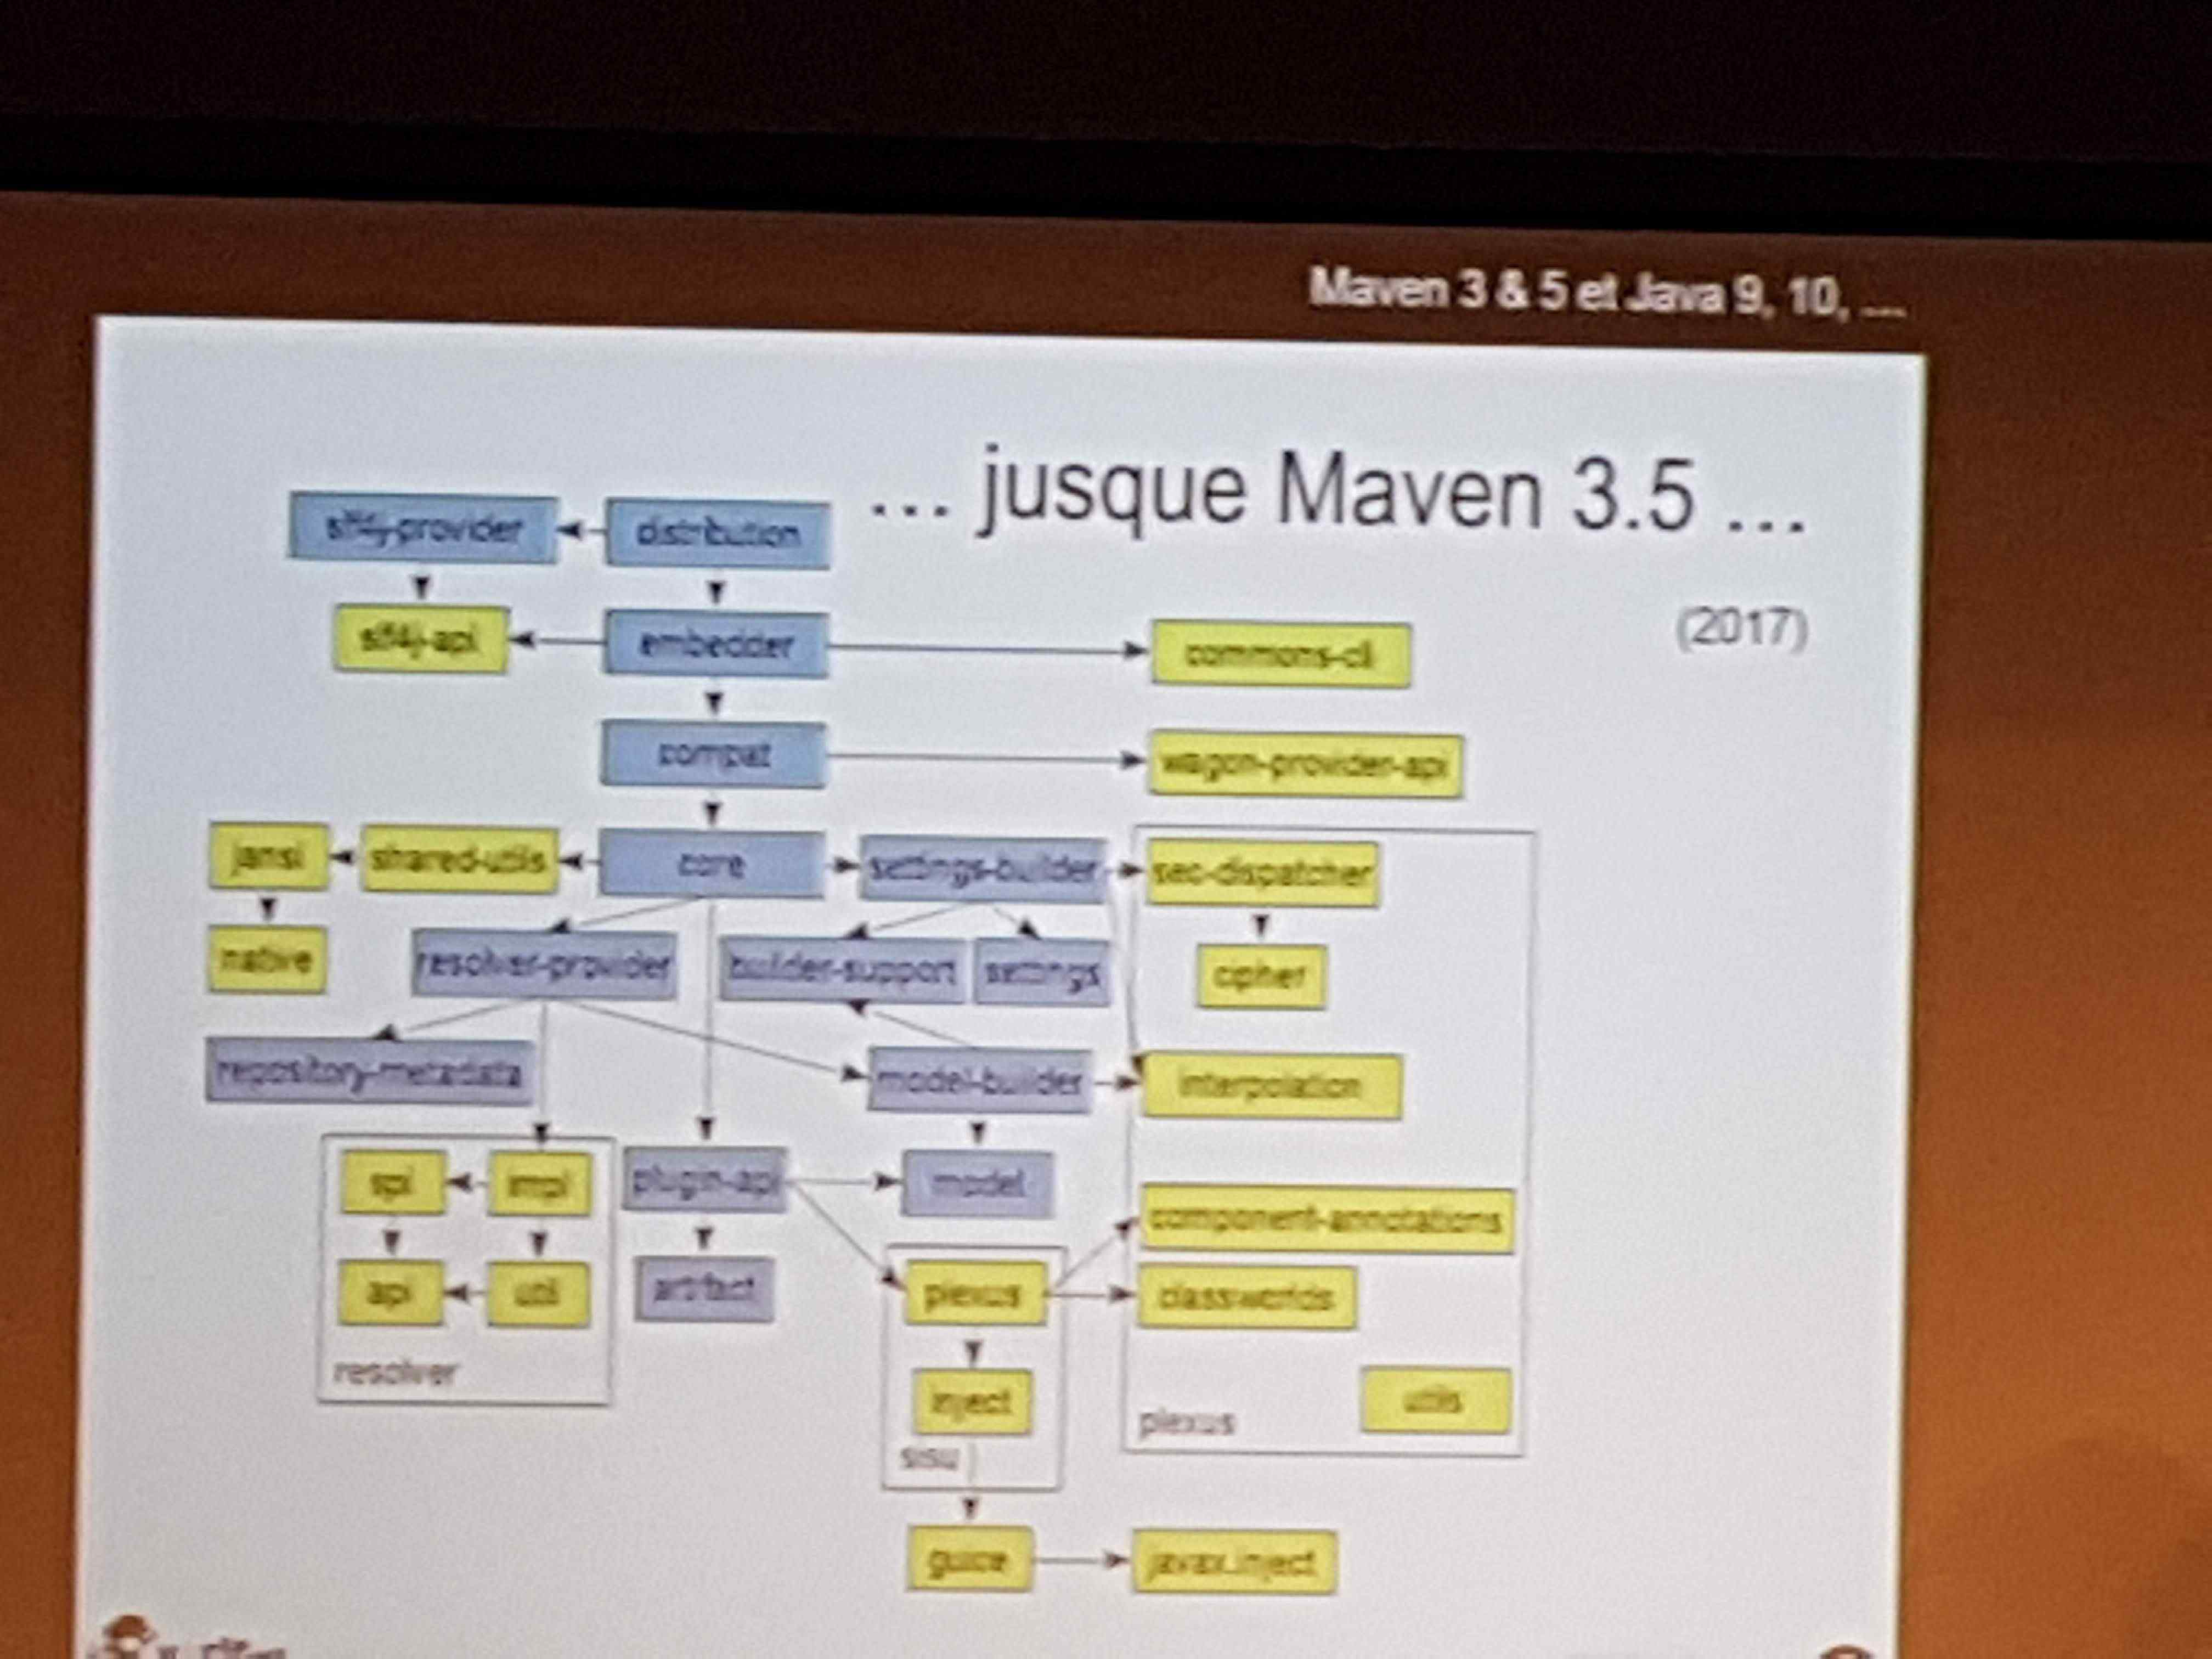 Maven 3 & 5 et Java 9, 10, ...
... jusque Maven 3.5 ...
(2017)
slf4j-provider
distribution
slf4j-api
embedder
commons-cli
compat
wagon-provider-api
jansi
shared-utils
core
settings-builder
sec-dispatcher
native
resolver-provider
builder-support
settings
cipher
repository-metadata
model-builder
interpolation
spi
impl
plugin-api
model
component-annotations
api
util
artifact
plexus
classworlds
resolver
inject
utils
sisu
plexus
guice
javax.inject